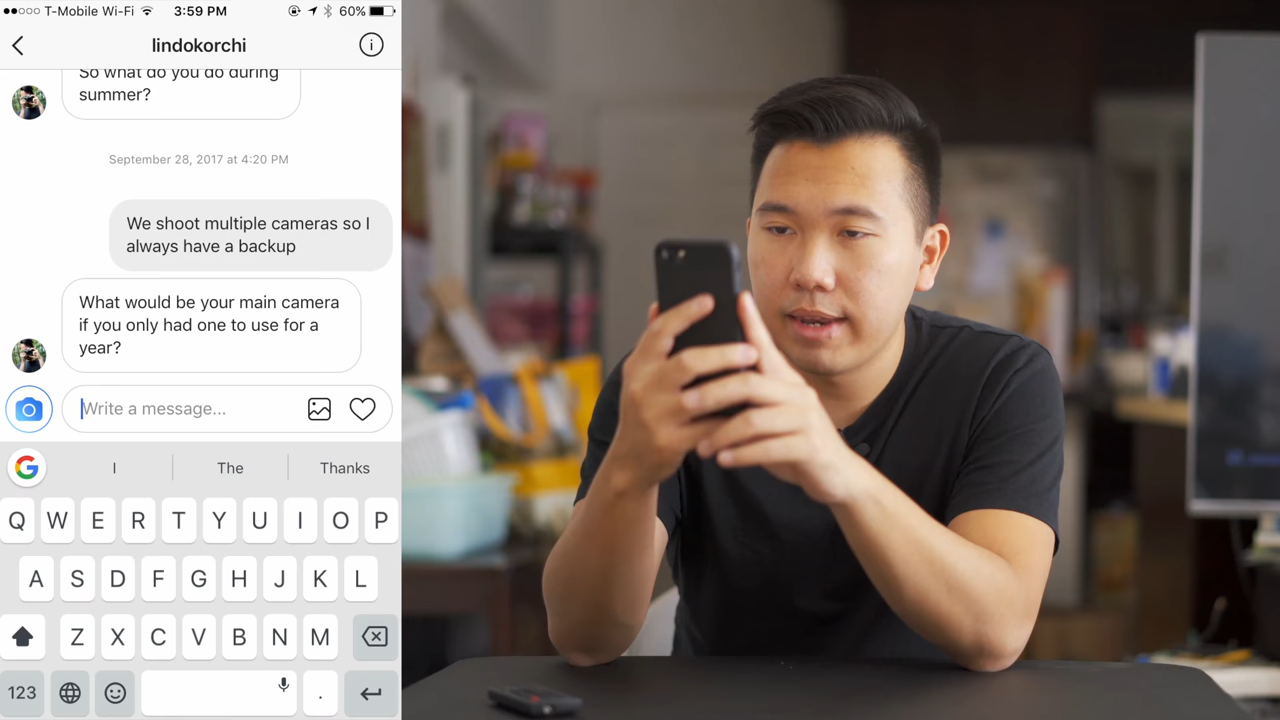 T-Mobile Wi-Fi 3:59 PM 60%
lindokorchi
So what do you do during
summer?
September 28, 2017 at 4:20 PM
We shoot multiple cameras so I
always have a backup
What would be your main camera
if you only had one to use for a
year?
Write a message...
G I The Thanks
Q W E R T Y U I O P
A S D F G H J K L
Z X C V B N M
123 .